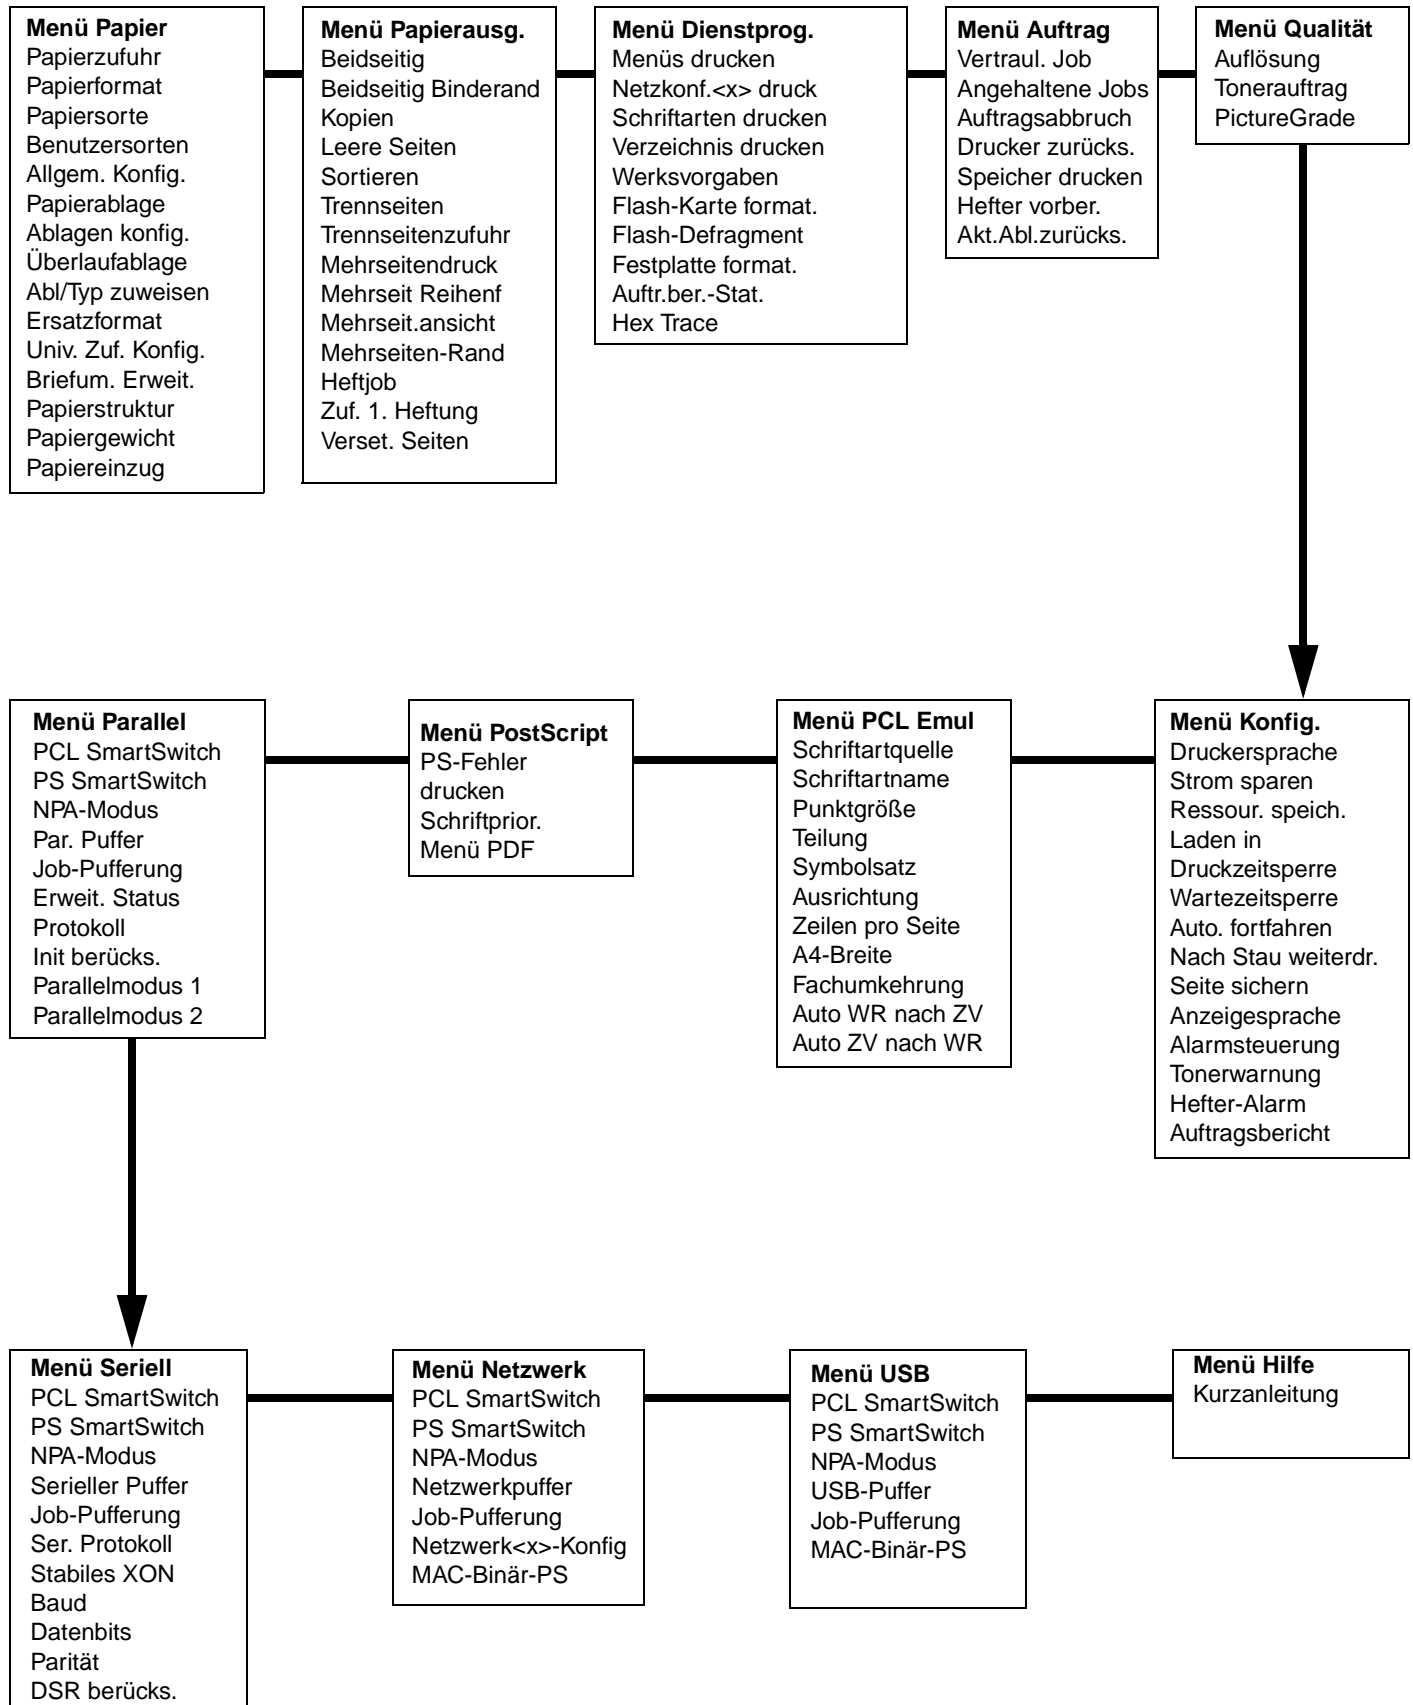 Menü Papier
Papierzufuhr
Papierformat
Papiersorte
Benutzersorten
Allgem. Konfig.
Papierablage
Ablagen konfig.
Überlaufablage
Abl/Typ zuweisen
Ersatzformat
Univ. Zuf. Konfig.
Briefum. Erweit.
Papierstruktur
Papiergewicht
Papiereinzug
Menü Papierausg.
Beidseitig
Beidseitig Binderand
Kopien
Leere Seiten
Sortieren
Trennseiten
Trennseitenzufuhr
Mehrseitendruck
Mehrseit Reihenf
Mehrseit.ansicht
Mehrseiten-Rand
Heftjob
Zuf. 1. Heftung
Verset. Seiten
Menü Dienstprog.
Menüs drucken
Netzkonf.<x> druck
Schriftarten drucken
Verzeichnis drucken
Werksvorgaben
Flash-Karte format.
Flash-Defragment
Festplatte format.
Auftr.ber.-Stat.
Hex Trace
Menü Auftrag
Vertraul. Job
Angehaltene Jobs
Auftragsabbruch
Drucker zurücks.
Speicher drucken
Hefter vorber.
Akt.Abl.zurücks.
Menü Qualität
Auflösung
Tonerauftrag
PictureGrade
Menü Parallel
PCL SmartSwitch
PS SmartSwitch
NPA-Modus
Par. Puffer
Job-Pufferung
Erweit. Status
Protokoll
Init berücks.
Parallelmodus 1
Parallelmodus 2
Menü PostScript
PS-Fehler
drucken
Schriftprior.
Menü PDF
Menü PCL Emul
Schriftartquelle
Schriftartname
Punktgröße
Teilung
Symbolsatz
Ausrichtung
Zeilen pro Seite
A4-Breite
Fachumkehrung
Auto WR nach ZV
Auto ZV nach WR
Menü Konfig.
Druckersprache
Strom sparen
Ressour. speich.
Laden in
Druckzeitsperre
Wartezeitsperre
Auto. fortfahren
Nach Stau weiterdr.
Seite sichern
Anzeigesprache
Alarmsteuerung
Tonerwarnung
Hefter-Alarm
Auftragsbericht
Menü Seriell
PCL SmartSwitch
PS SmartSwitch
NPA-Modus
Serieller Puffer
Job-Pufferung
Ser. Protokoll
Stabiles XON
Baud
Datenbits
Parität
DSR berücks.
Menü Netzwerk
PCL SmartSwitch
PS SmartSwitch
NPA-Modus
Netzwerkpuffer
Job-Pufferung
Netzwerk<x>-Konfig
MAC-Binär-PS
Menü USB
PCL SmartSwitch
PS SmartSwitch
NPA-Modus
USB-Puffer
Job-Pufferung
MAC-Binär-PS
Menü Hilfe
Kurzanleitung